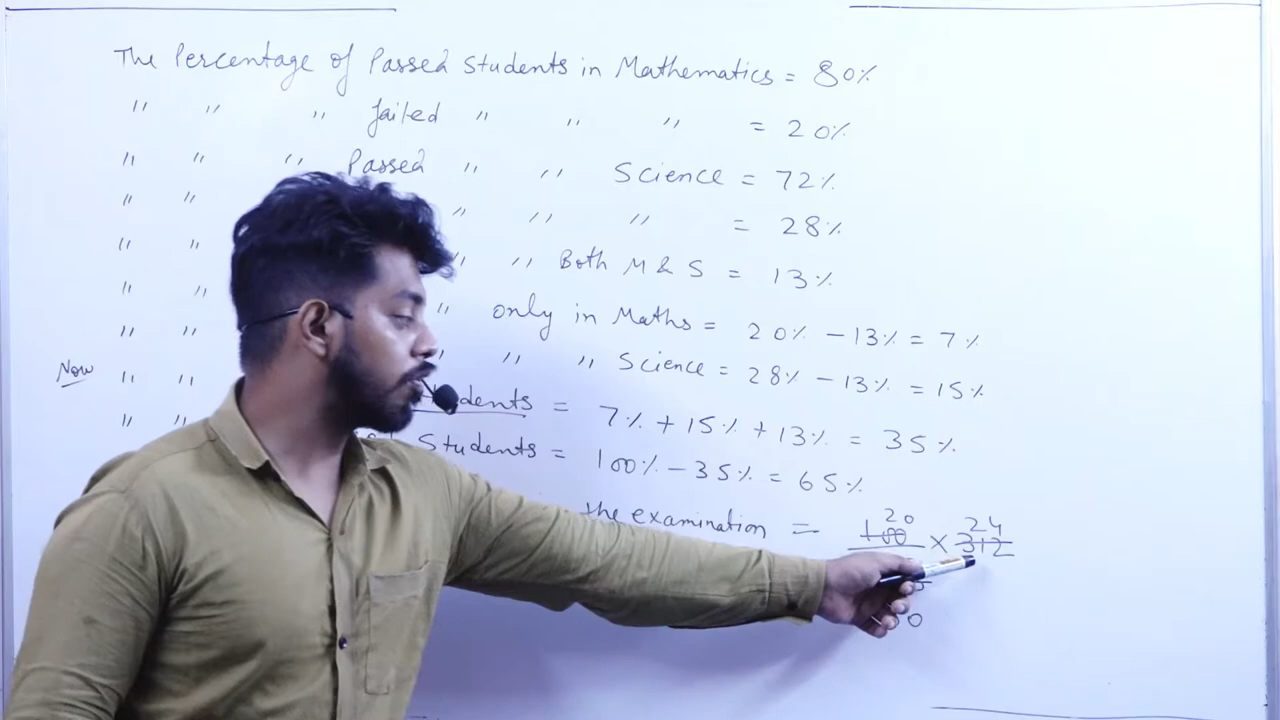 The Percentage of Passed Students in Mathematics = 80%
" " " failed " " " = 20%
" " " Passed " " Science = 72%
" " " " " = 28%
" " " " Both M & S = 13%
" " " only in Maths = 20% - 13% = 7%
Now " " " " " Science = 28% - 13% = 15%
" " students = 7% + 15% + 13% = 35%
" " Students = 100% - 35% = 65%
the examination = 100 × 312
20 24